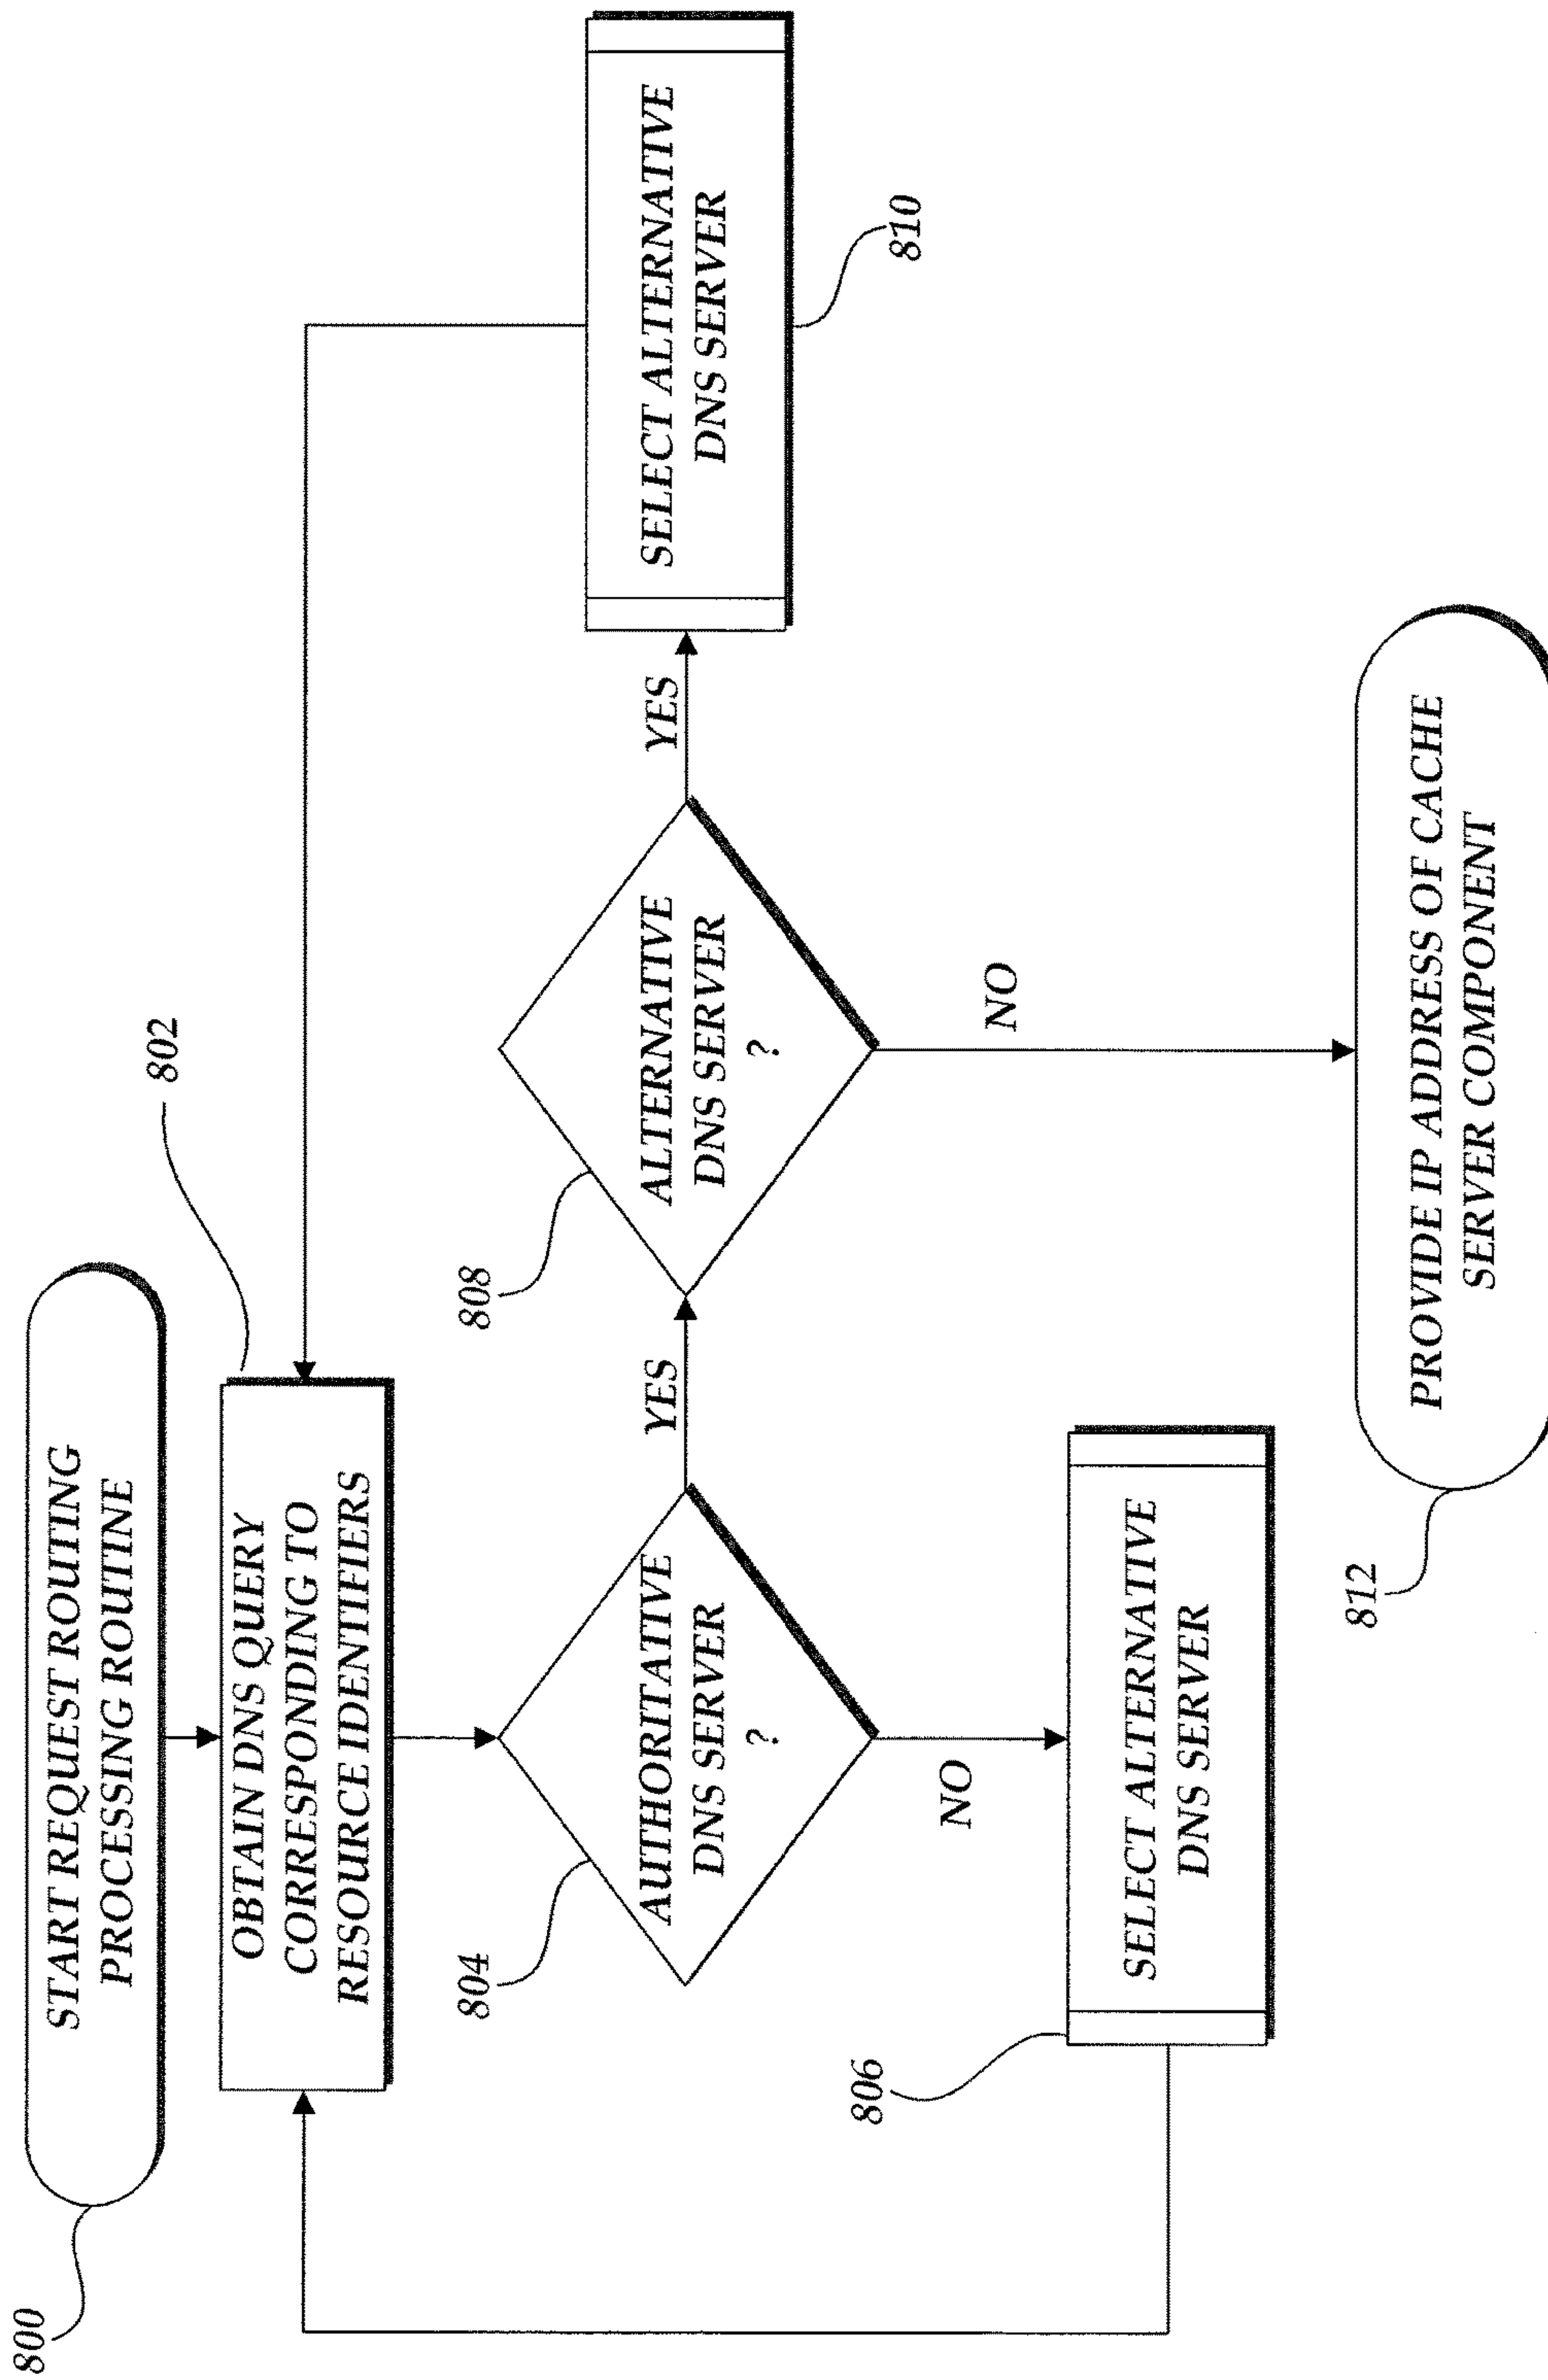 800
START REQUEST ROUTING
PROCESSING ROUTINE
802
OBTAIN DNS QUERY
CORRESPONDING TO
RESOURCE IDENTIFIERS
804
AUTHORITATIVE
DNS SERVER
?
YES
NO
808
ALTERNATIVE
DNS SERVER
?
YES
NO
SELECT ALTERNATIVE
DNS SERVER
810
806
SELECT ALTERNATIVE
DNS SERVER
812
PROVIDE IP ADDRESS OF CACHE
SERVER COMPONENT